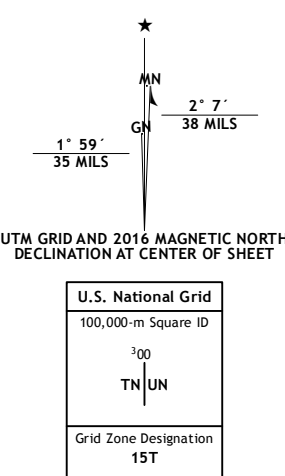 ★
MN
2° 7´
38 MILS
GN
1° 59´
35 MILS
UTM GRID AND 2016 MAGNETIC NORTH
DECLINATION AT CENTER OF SHEET
U.S. National Grid
100,000-m Square ID
³00
TN UN
Grid Zone Designation
15T